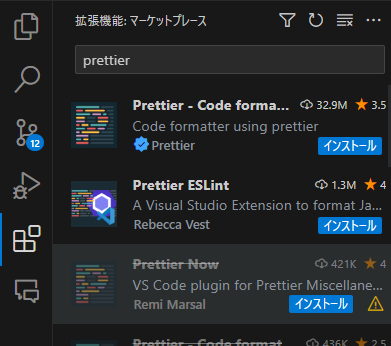 拡張機能: マーケットプレース
prettier
Prettier - Code forma... 32.9M 3.5
Code formatter using prettier
Prettier インストール
12
Prettier ESLint 1.3M 4
A Visual Studio Extension to format Ja...
Rebecca Vest インストール
Prettier Now 421K 4
VS Code plugin for Prettier Miscellane...
Remi Marsal インストール
Prettier - Code format 436K 2.5